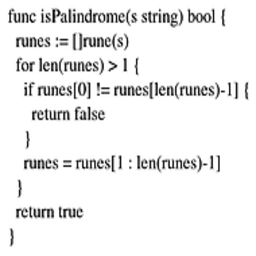 func isPalindrome(s string) bool {
  runes := []rune(s)
  for len(runes) > 1 {
    if runes[0] != runes[len(runes)-1] {
      return false
    }
    runes = runes[1 : len(runes)-1]
  }
  return true
}